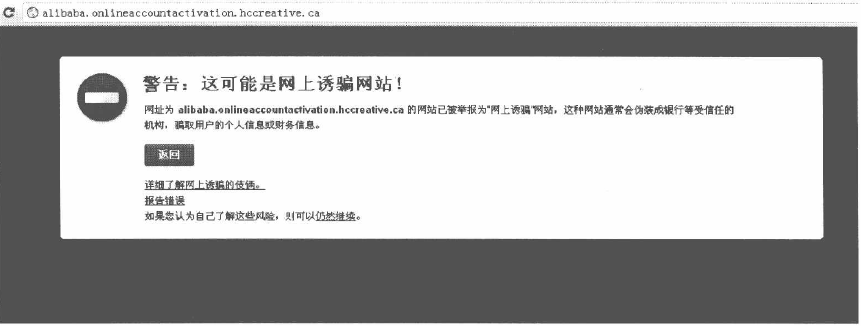 alibaba.onlineaccountactivation.hccreative.ca
警告：这可能是网上诱骗网站！
网址为 alibaba.onlineaccountactivation.hccreative.ca 的网站已被举报为"网上诱骗"网站，这种网站通常会伪装成银行等受信任的
机构，骗取用户的个人信息或财务信息。
返回
详细了解网上诱骗的伎俩。
报告错误
如果您认为自己了解这些风险，则可以仍然继续。